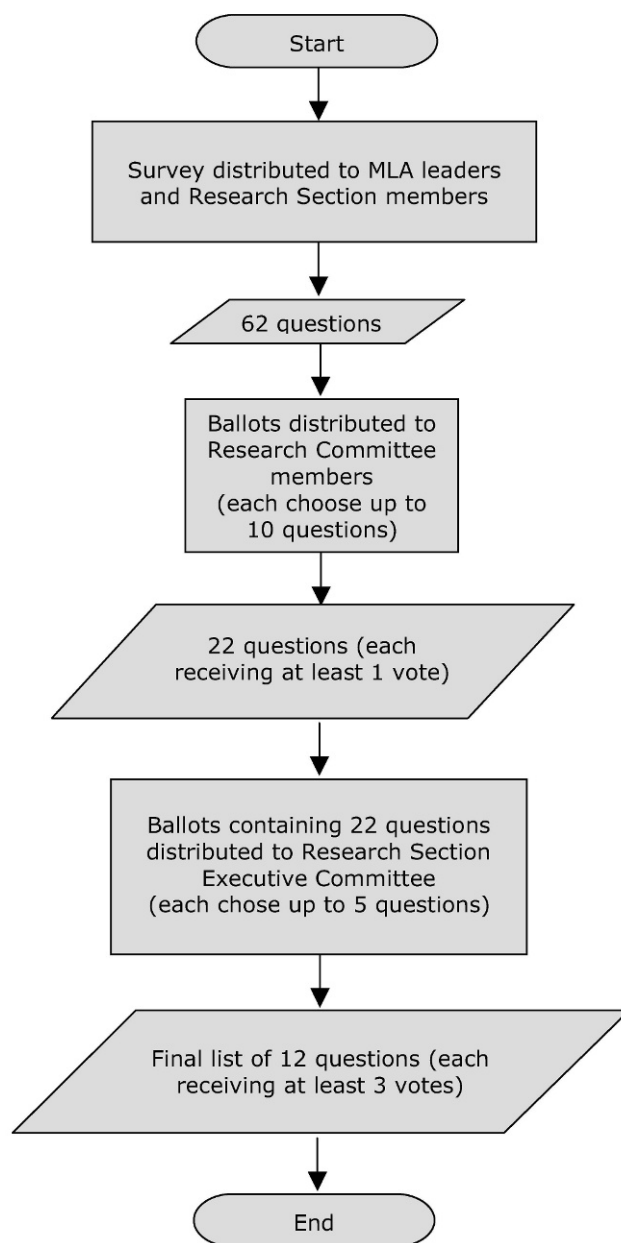 Start
Survey distributed to MLA leaders
and Research Section members
62 questions
Ballots distributed to
Research Committee
members
(each choose up to
10 questions)
22 questions (each
receiving at least 1 vote)
Ballots containing 22 questions
distributed to Research Section
Executive Committee
(each chose up to 5 questions)
Final list of 12 questions (each
receiving at least 3 votes)
End